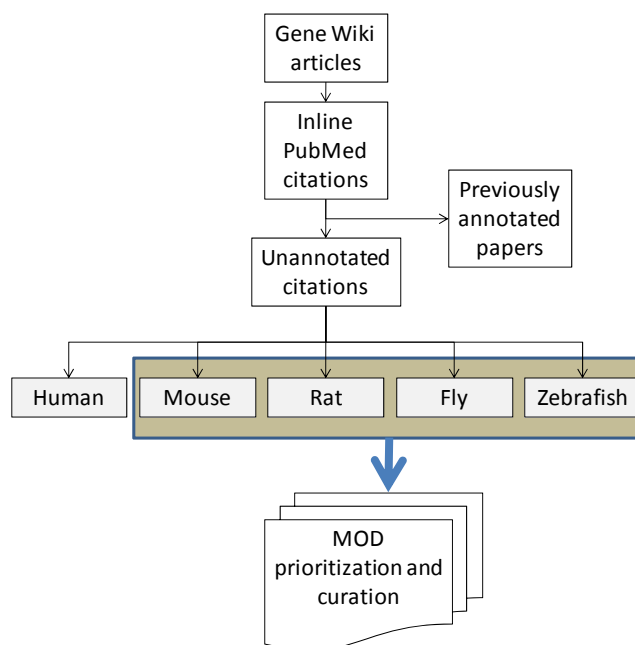 Gene Wiki
articles
Inline
PubMed
citations
Previously
annotated
papers
Unannotated
citations
Human
Mouse
Rat
Fly
Zebrafish
MOD
prioritization and
curation